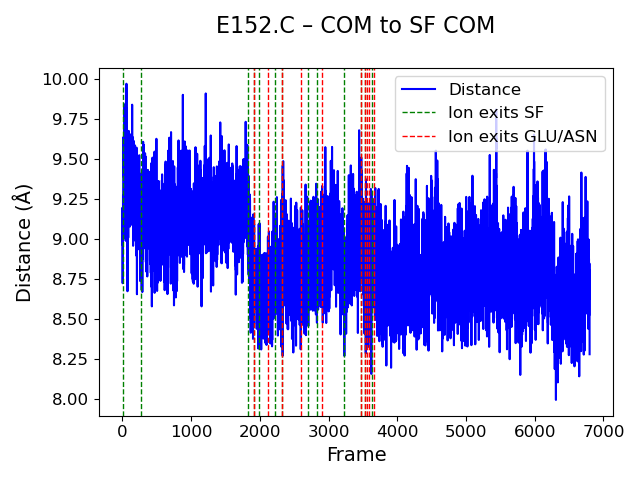 E152.C – COM to SF COM
Distance (Å)
10.00
9.75
9.50
9.25
9.00
8.75
8.50
8.25
8.00
Distance
Ion exits SF
Ion exits GLU/ASN
0 1000 2000 3000 4000 5000 6000 7000
Frame